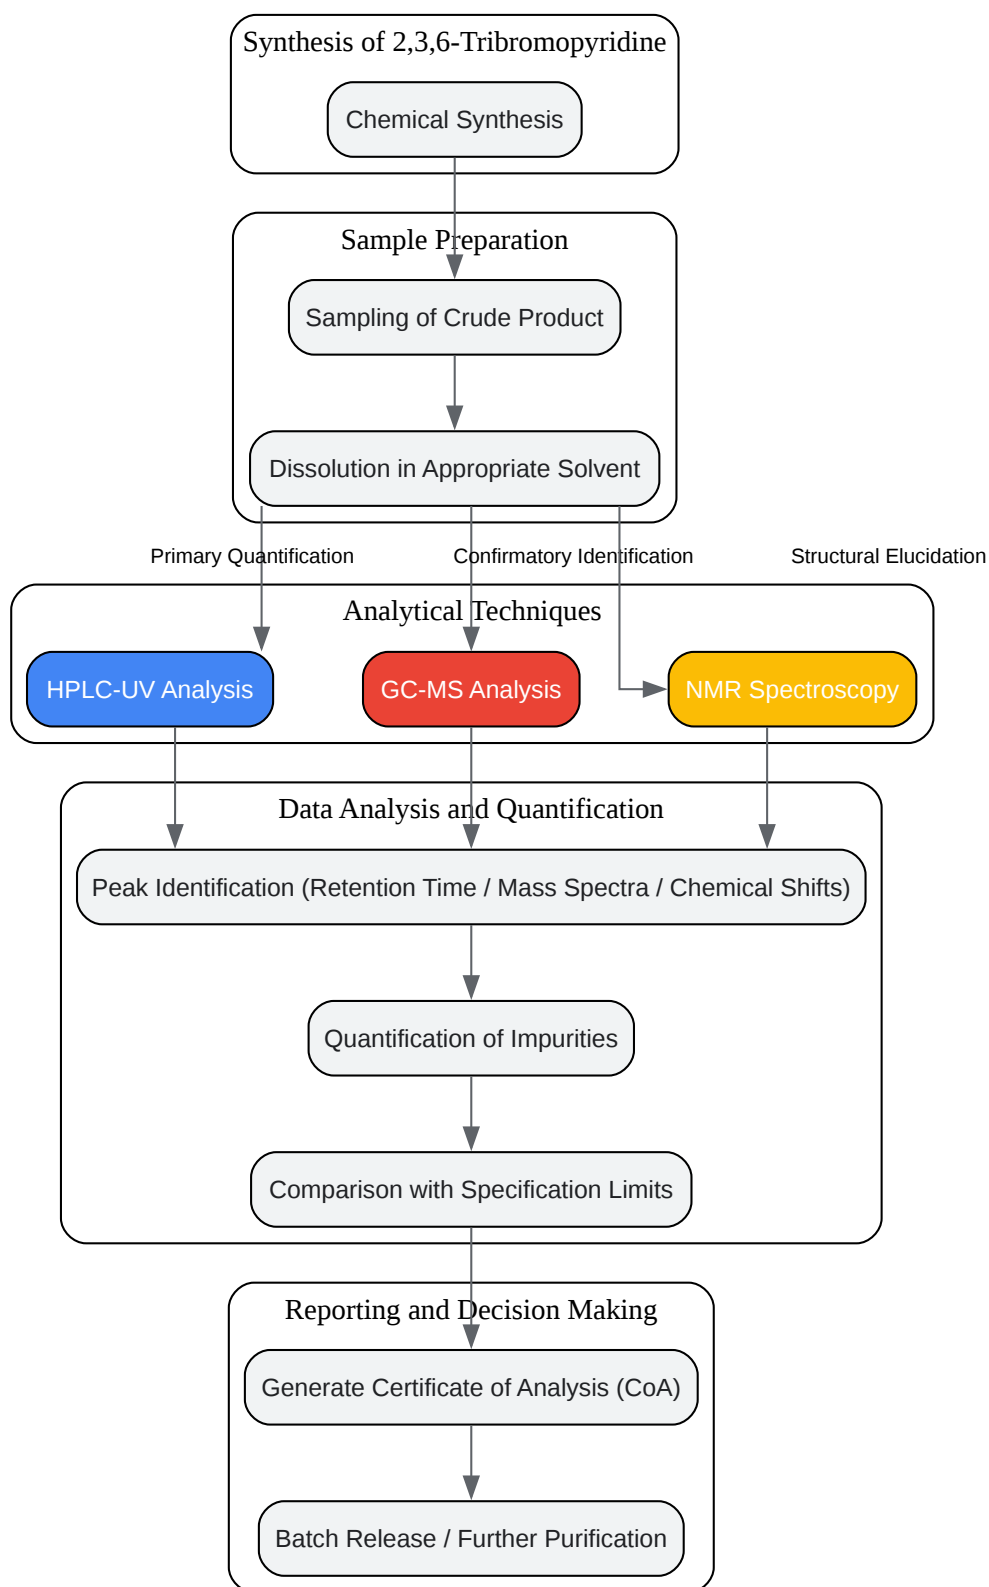 Synthesis of 2,3,6-Tribromopyridine
Chemical Synthesis
Sample Preparation
Sampling of Crude Product
Dissolution in Appropriate Solvent
Primary Quantification
Confirmatory Identification
Structural Elucidation
Analytical Techniques
HPLC-UV Analysis
GC-MS Analysis
NMR Spectroscopy
Data Analysis and Quantification
Peak Identification (Retention Time / Mass Spectra / Chemical Shifts)
Quantification of Impurities
Comparison with Specification Limits
Reporting and Decision Making
Generate Certificate of Analysis (CoA)
Batch Release / Further Purification